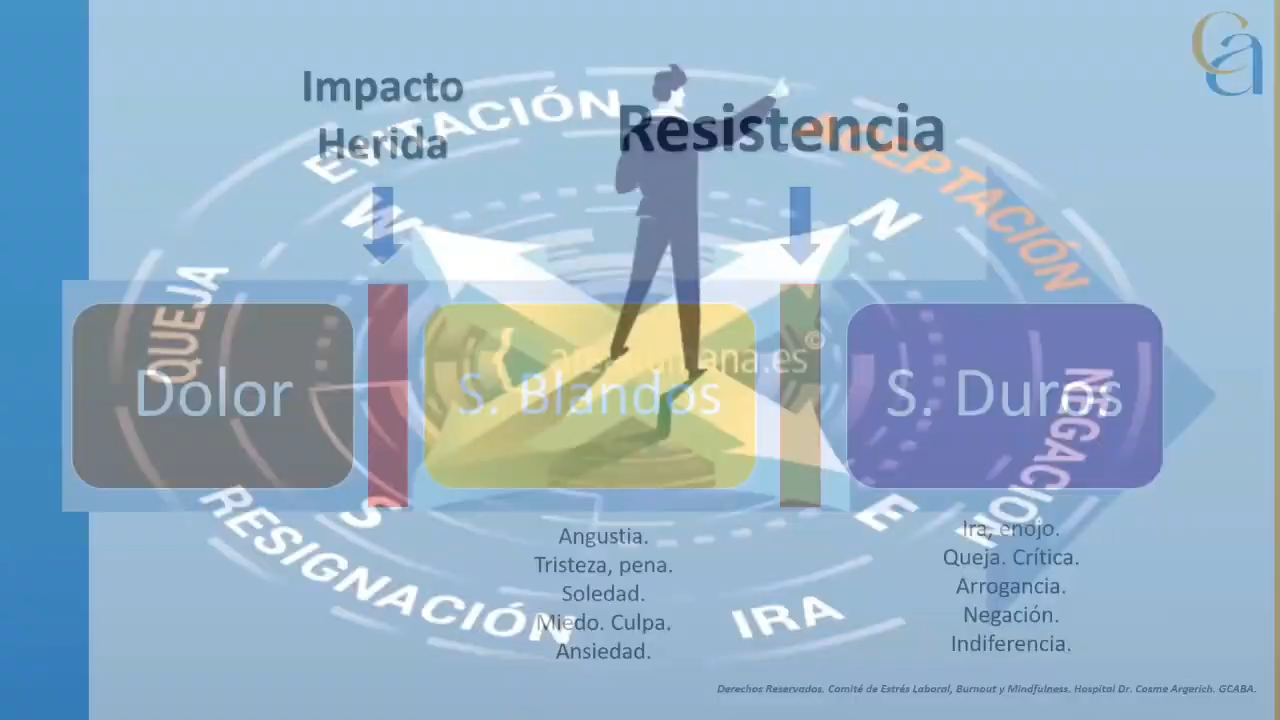 Impacto
Herida
Resistencia
EVITACIÓN
ACEPTACIÓN
W
N
QUEJA
Dolor
S. Blandos
S. Duros
NEGACIÓN
S
E
RESIGNACIÓN
IRA
Angustia.
Tristeza, pena.
Soledad.
Miedo. Culpa.
Ansiedad.
Ira, enojo.
Queja. Crítica.
Arrogancia.
Negación.
Indiferencia.
Derechos Reservados. Comité de Estrés Laboral, Burnout y Mindfulness. Hospital Dr. Cosme Argerich. GCABA.